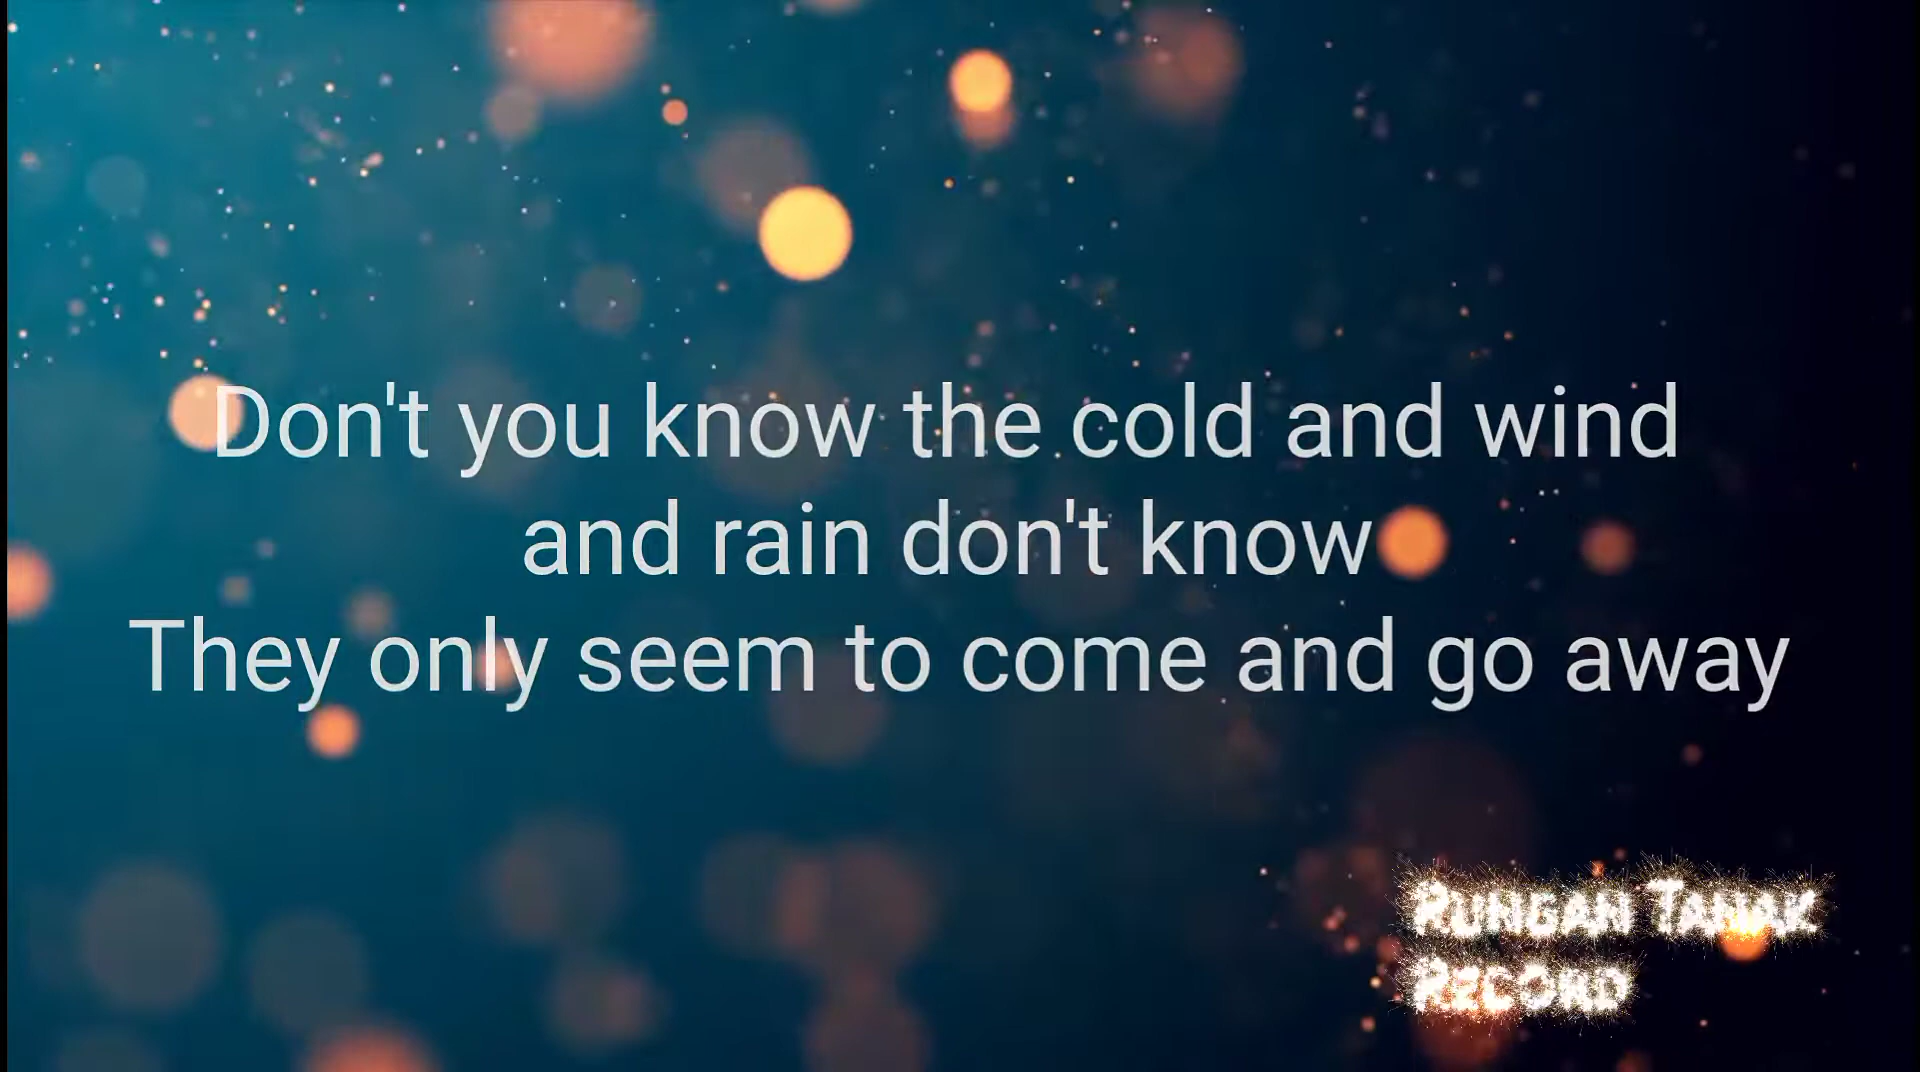 Don't you know the cold and wind
and rain don't know
They only seem to come and go away
Rungan Tanak
Record